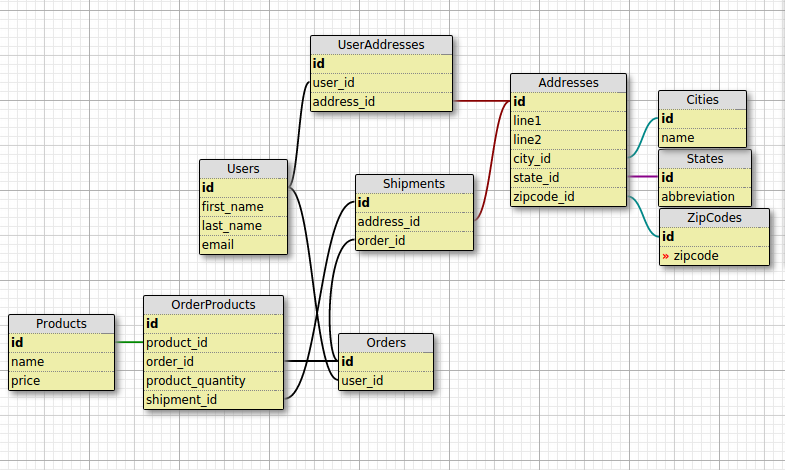 UserAddresses
id
user_id
address_id
Addresses
id
line1
line2
city_id
state_id
zipcode_id
Cities
id
name
States
id
abbreviation
ZipCodes
id
» zipcode
Users
id
first_name
last_name
email
Shipments
id
address_id
order_id
OrderProducts
id
product_id
order_id
product_quantity
shipment_id
Products
id
name
price
Orders
id
user_id